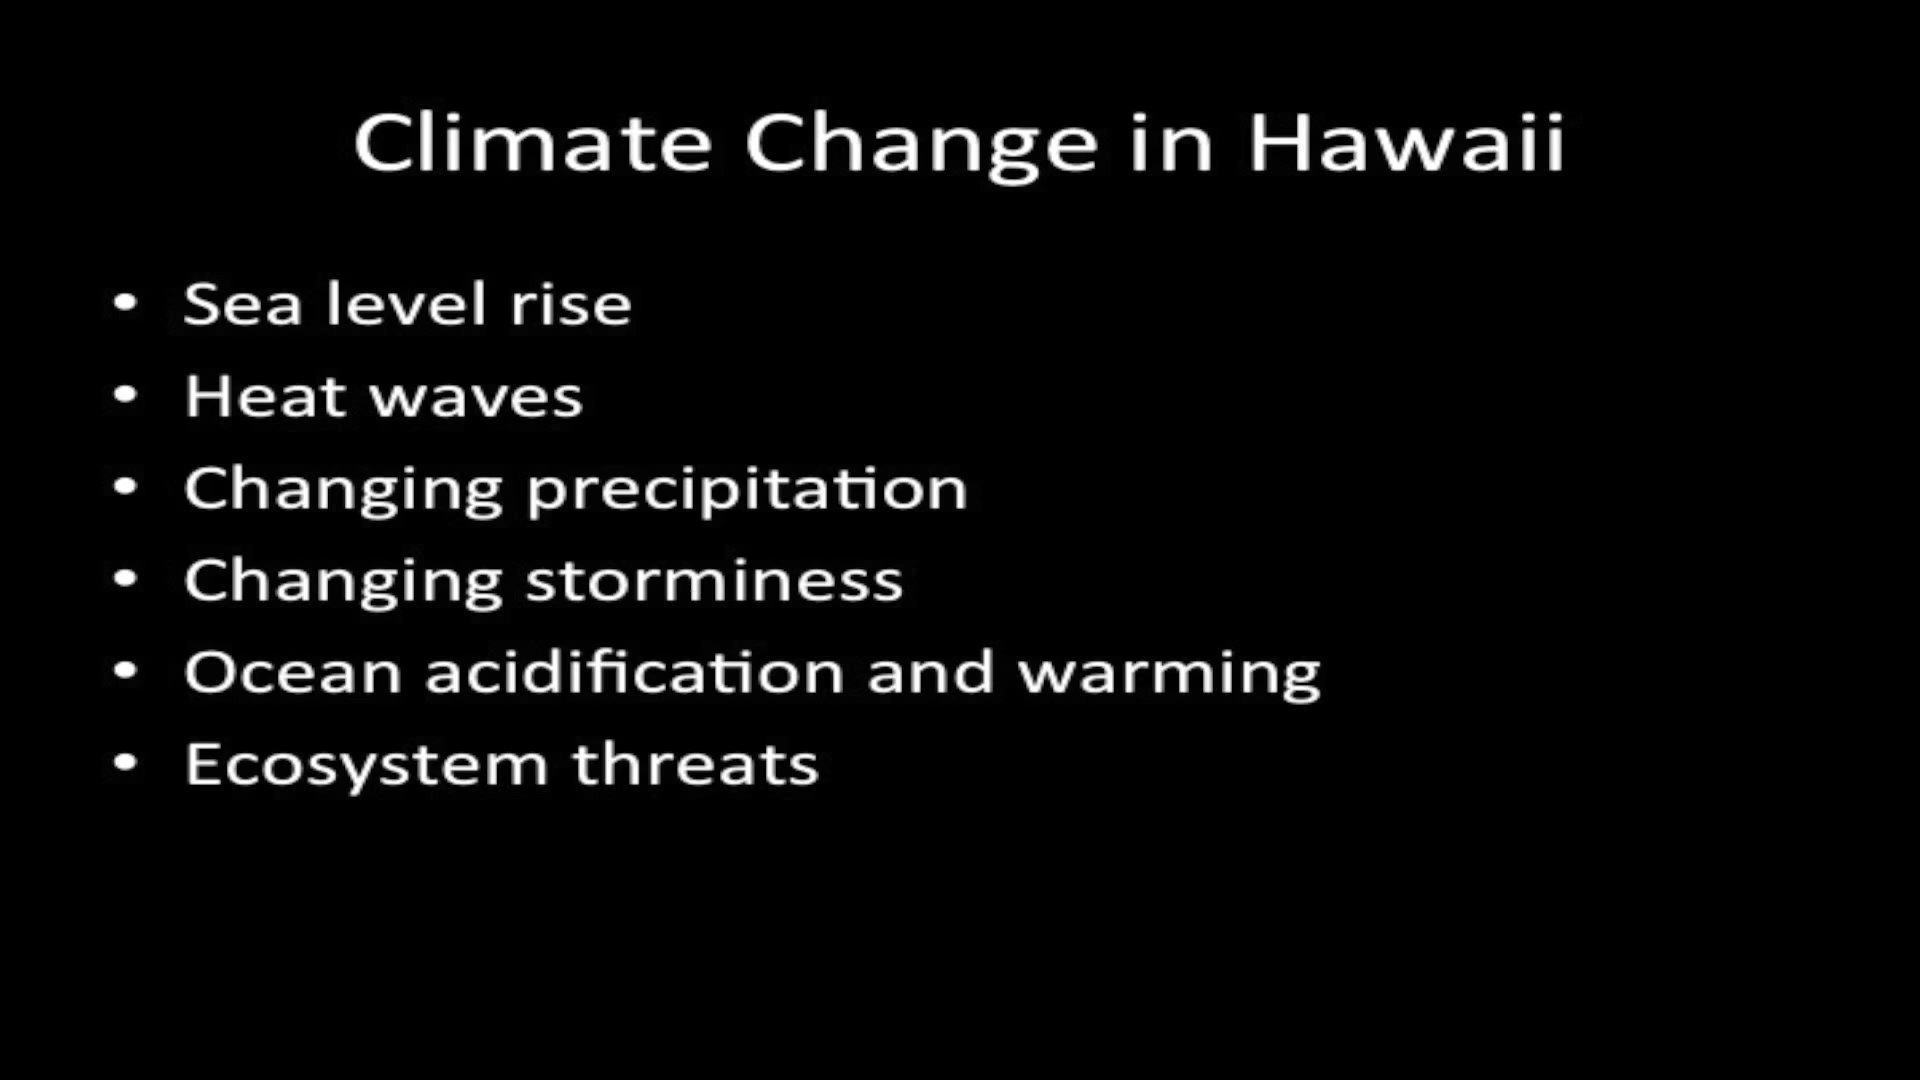 Climate Change in Hawaii
• Sea level rise
• Heat waves
• Changing precipitation
• Changing storminess
• Ocean acidification and warming
• Ecosystem threats